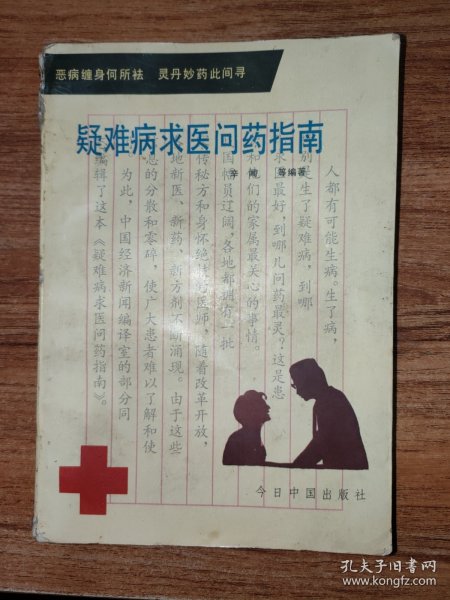 恶病缠身何所祛 灵丹妙药此间寻
疑难病求医问药指南
等编著
人都有可能生病。生了病,
别是生了疑难病,到哪
求最好,到哪儿问药最灵?这是患
和们的家属最关心的事情。
国幅员辽阔,各地都拥有一批
传秘方和身怀绝技的医师,随着改革开放,
地新医、新药、新方剂不断涌现。由于这些
息的分散和零碎,使广大患者难以了解和使
为此,中国经济新闻编译室的部分同
编辑了这本《疑难病求医问药指南》。
今日中国出版社
孔夫子旧书网
www.kongfz.com